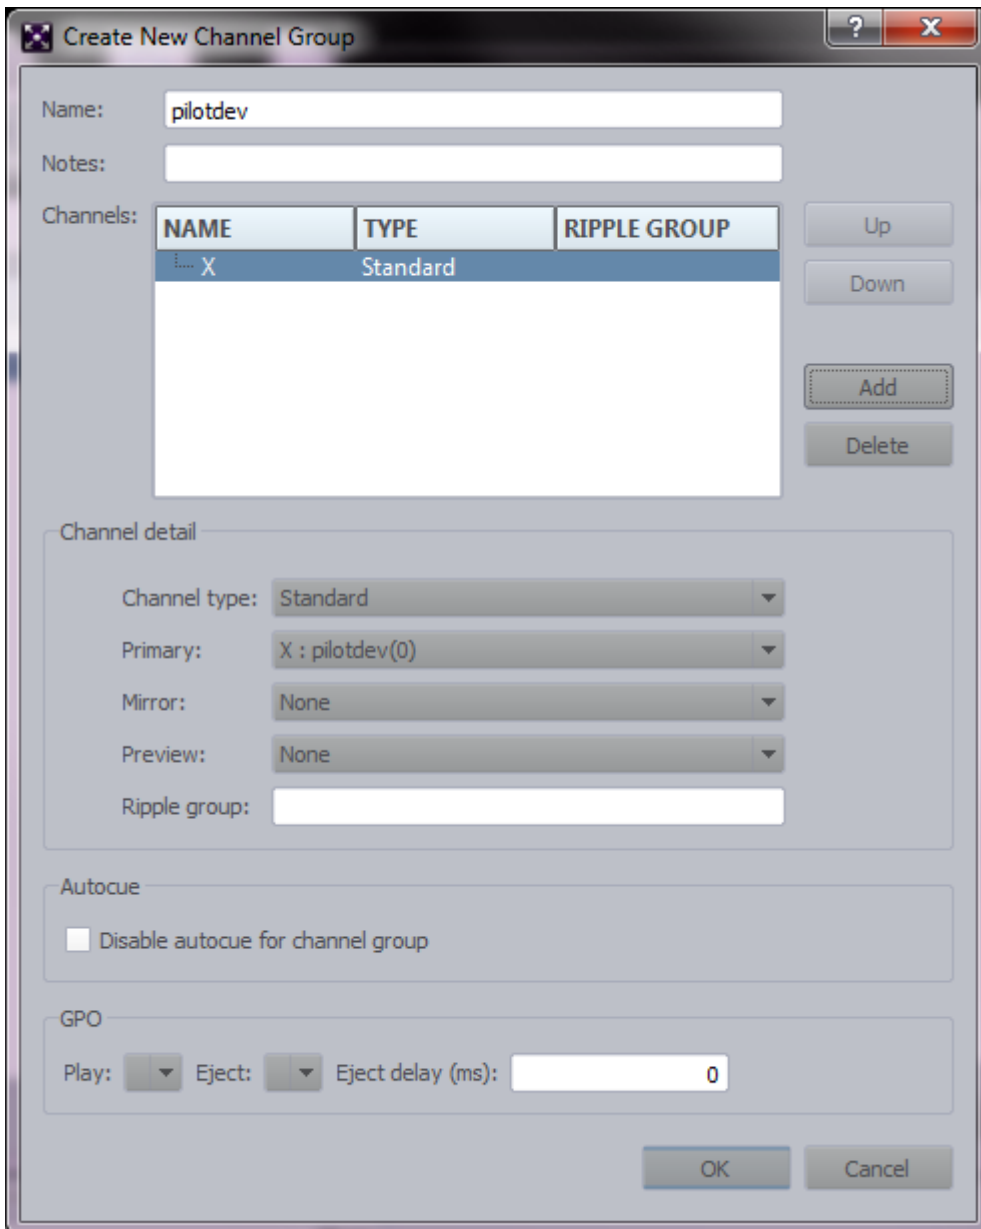 Create New Channel Group
?
X
Name: pilotdev
Notes:
Channels:
NAME TYPE RIPPLE GROUP
X Standard
Up
Down
Add
Delete
Channel detail
Channel type: Standard
Primary: X : pilotdev(0)
Mirror: None
Preview: None
Ripple group:
Autocue
Disable autocue for channel group
GPO
Play: Eject: Eject delay (ms): 0
OK Cancel